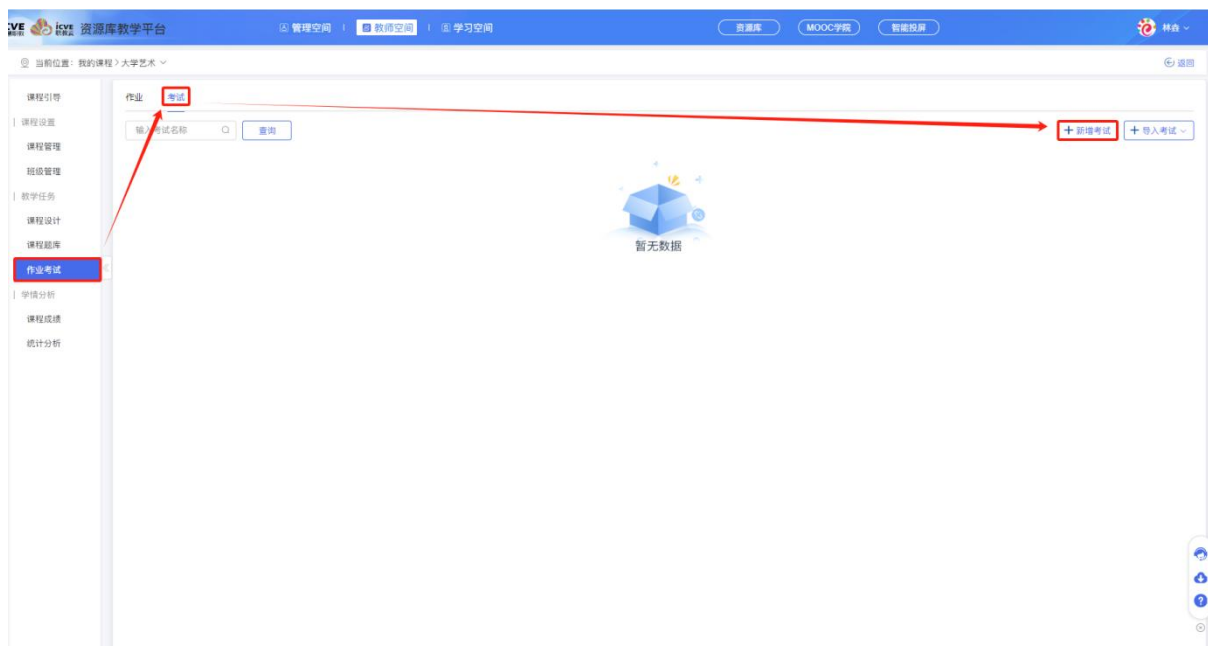 icve 资源库教学平台
管理空间
教师空间
学习空间
资源库
MOOC学院
智能投屏
当前位置: 我的课程 > 大学艺术
返回
课程引导
课程设置
课程管理
班级管理
教学任务
课程设计
课程题库
作业考试
学情分析
课程成绩
统计分析
作业 考试
输入考试名称
查询
+ 新增考试
+ 导入考试
暂无数据